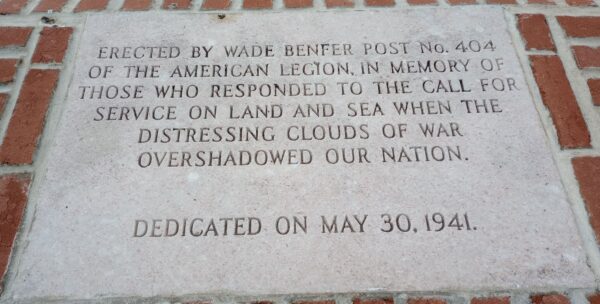 ERECTED BY WADE BENFER POST No. 404
OF THE AMERICAN LEGION, IN MEMORY OF
THOSE WHO RESPONDED TO THE CALL FOR
SERVICE ON LAND AND SEA WHEN THE
DISTRESSING CLOUDS OF WAR
OVERSHADOWED OUR NATION.
DEDICATED ON MAY 30, 1941.